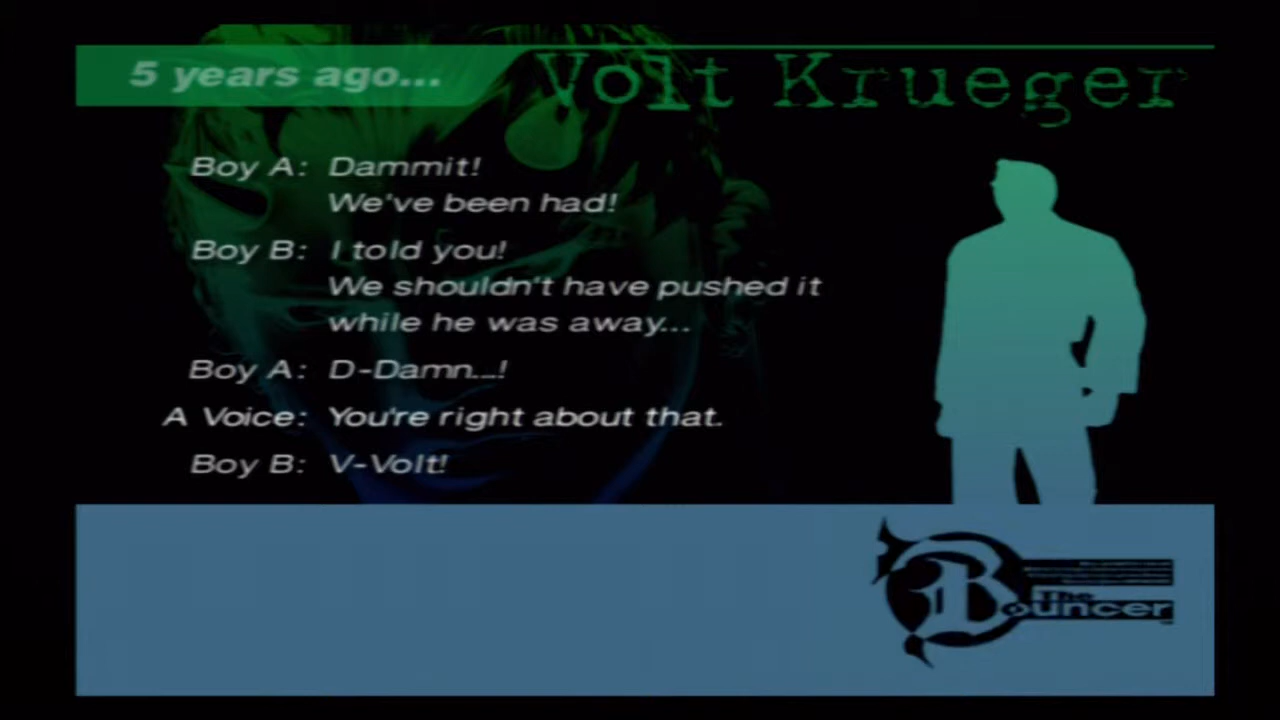 5 years ago...
Volt Krueger
Boy A: Dammit!
We've been had!
Boy B: I told you!
We shouldn't have pushed it
while he was away...
Boy A: D-Damn...!
A Voice: You're right about that.
Boy B: V-Volt!
The
Bouncer